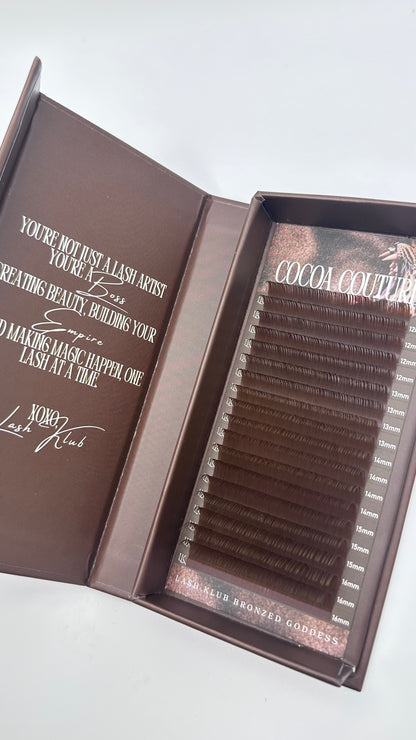 YOU'RE NOT JUST A LASH ARTIST
YOU'RE A
Boss
CREATING BEAUTY, BUILDING YOUR
Empire
MAKING MAGIC HAPPEN, ONE
LASH AT A TIME
XOXO
Lash Klub
COCOA COUTURE
12mm
12mm
12mm
13mm
13mm
13mm
14mm
14mm
14mm
14mm
15mm
15mm
16mm
16mm
16mm
LASH KLUB BRONZED GODDESS